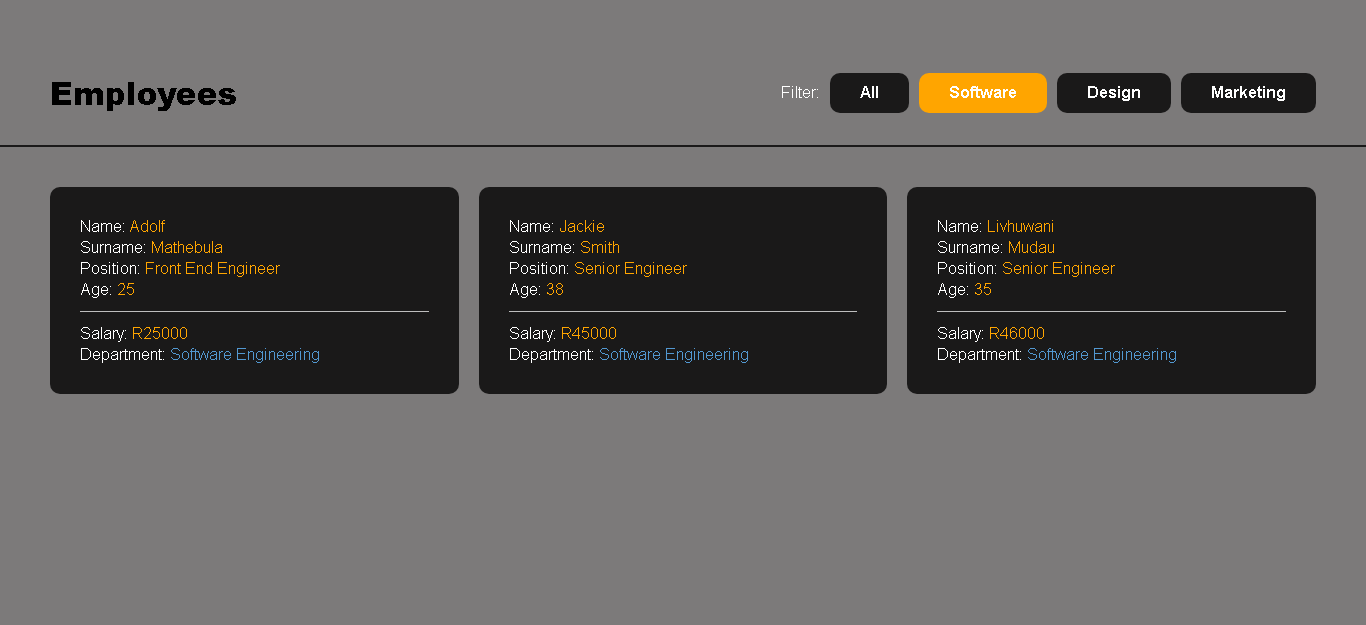 Employees
Filter: All Software Design Marketing
Name: Adolf
Surname: Mathebula
Position: Front End Engineer
Age: 25
Salary: R25000
Department: Software Engineering
Name: Jackie
Surname: Smith
Position: Senior Engineer
Age: 38
Salary: R45000
Department: Software Engineering
Name: Livhuwani
Surname: Mudau
Position: Senior Engineer
Age: 35
Salary: R46000
Department: Software Engineering